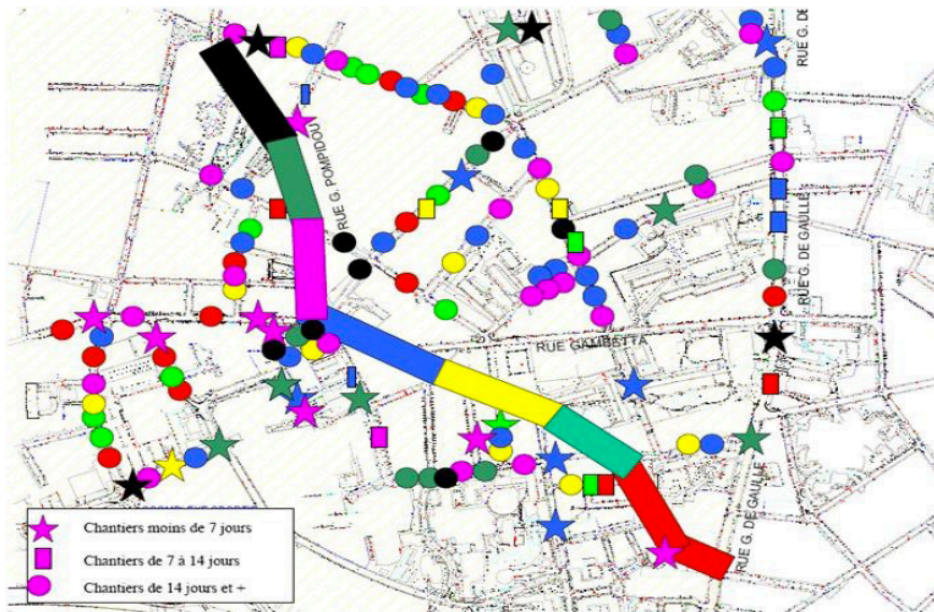 RUE G. DE
RUE G. POMPIDOU
RUE G. DE GAULLE
RUE GAMBETTA
RUE G. DE GAULLE
Chantiers moins de 7 jours
Chantiers de 7 à 14 jours
Chantiers de 14 jours et +